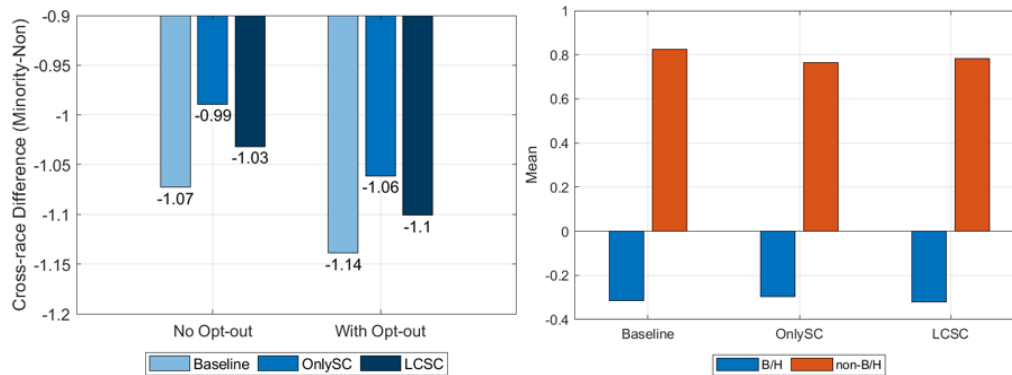 Cross-race Difference (Minority-Non)
-0.9
-0.95
-1
-1.05
-1.1
-1.15
-1.2
-1.07
-0.99
-1.03
-1.14
-1.06
-1.1
No Opt-out
With Opt-out
Baseline
OnlySC
LCSC
Mean
1
0.8
0.6
0.4
0.2
0
-0.2
-0.4
Baseline
OnlySC
LCSC
B/H
non-B/H